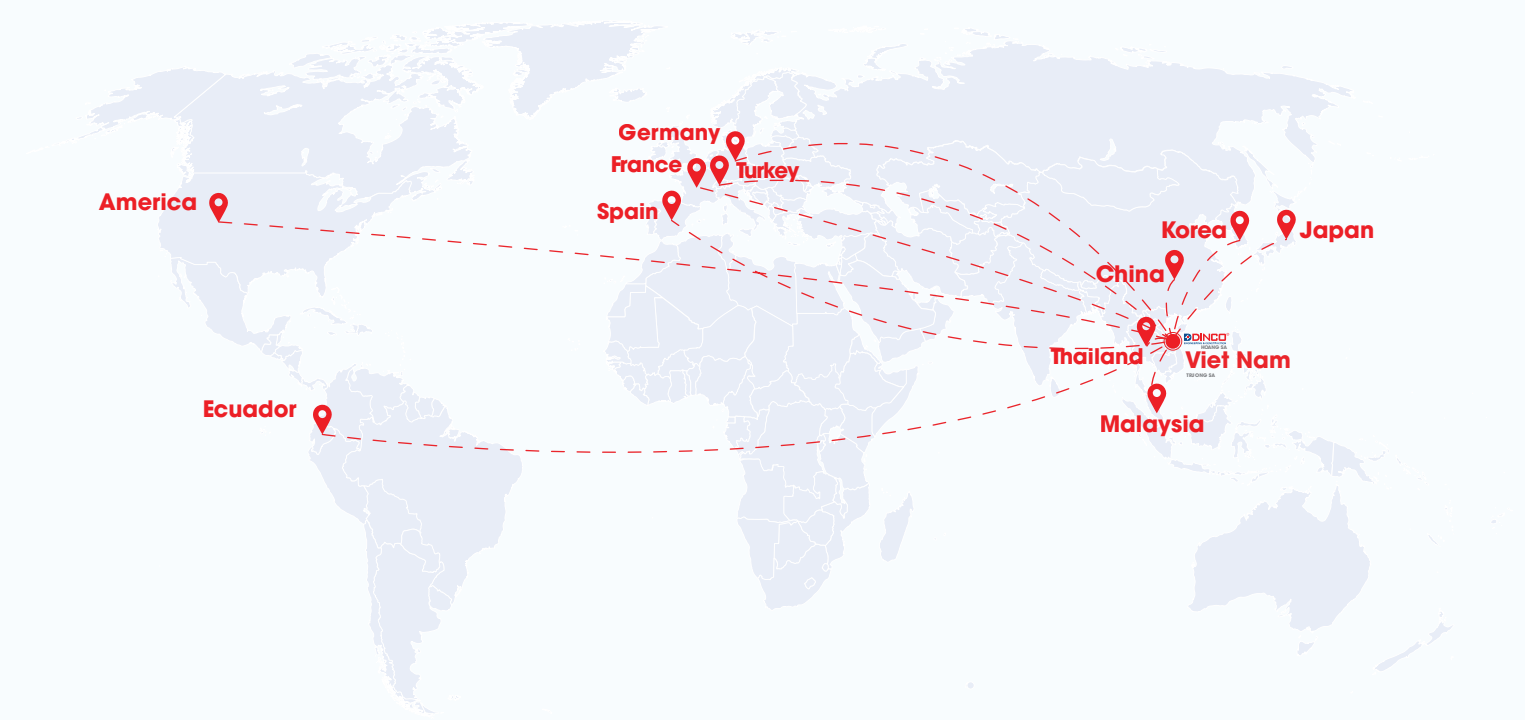 Germany
France
Turkey
America
Spain
Korea
Japan
China
DINCO
HOANG SA
Thailand
Viet Nam
TRUONG SA
Ecuador
Malaysia